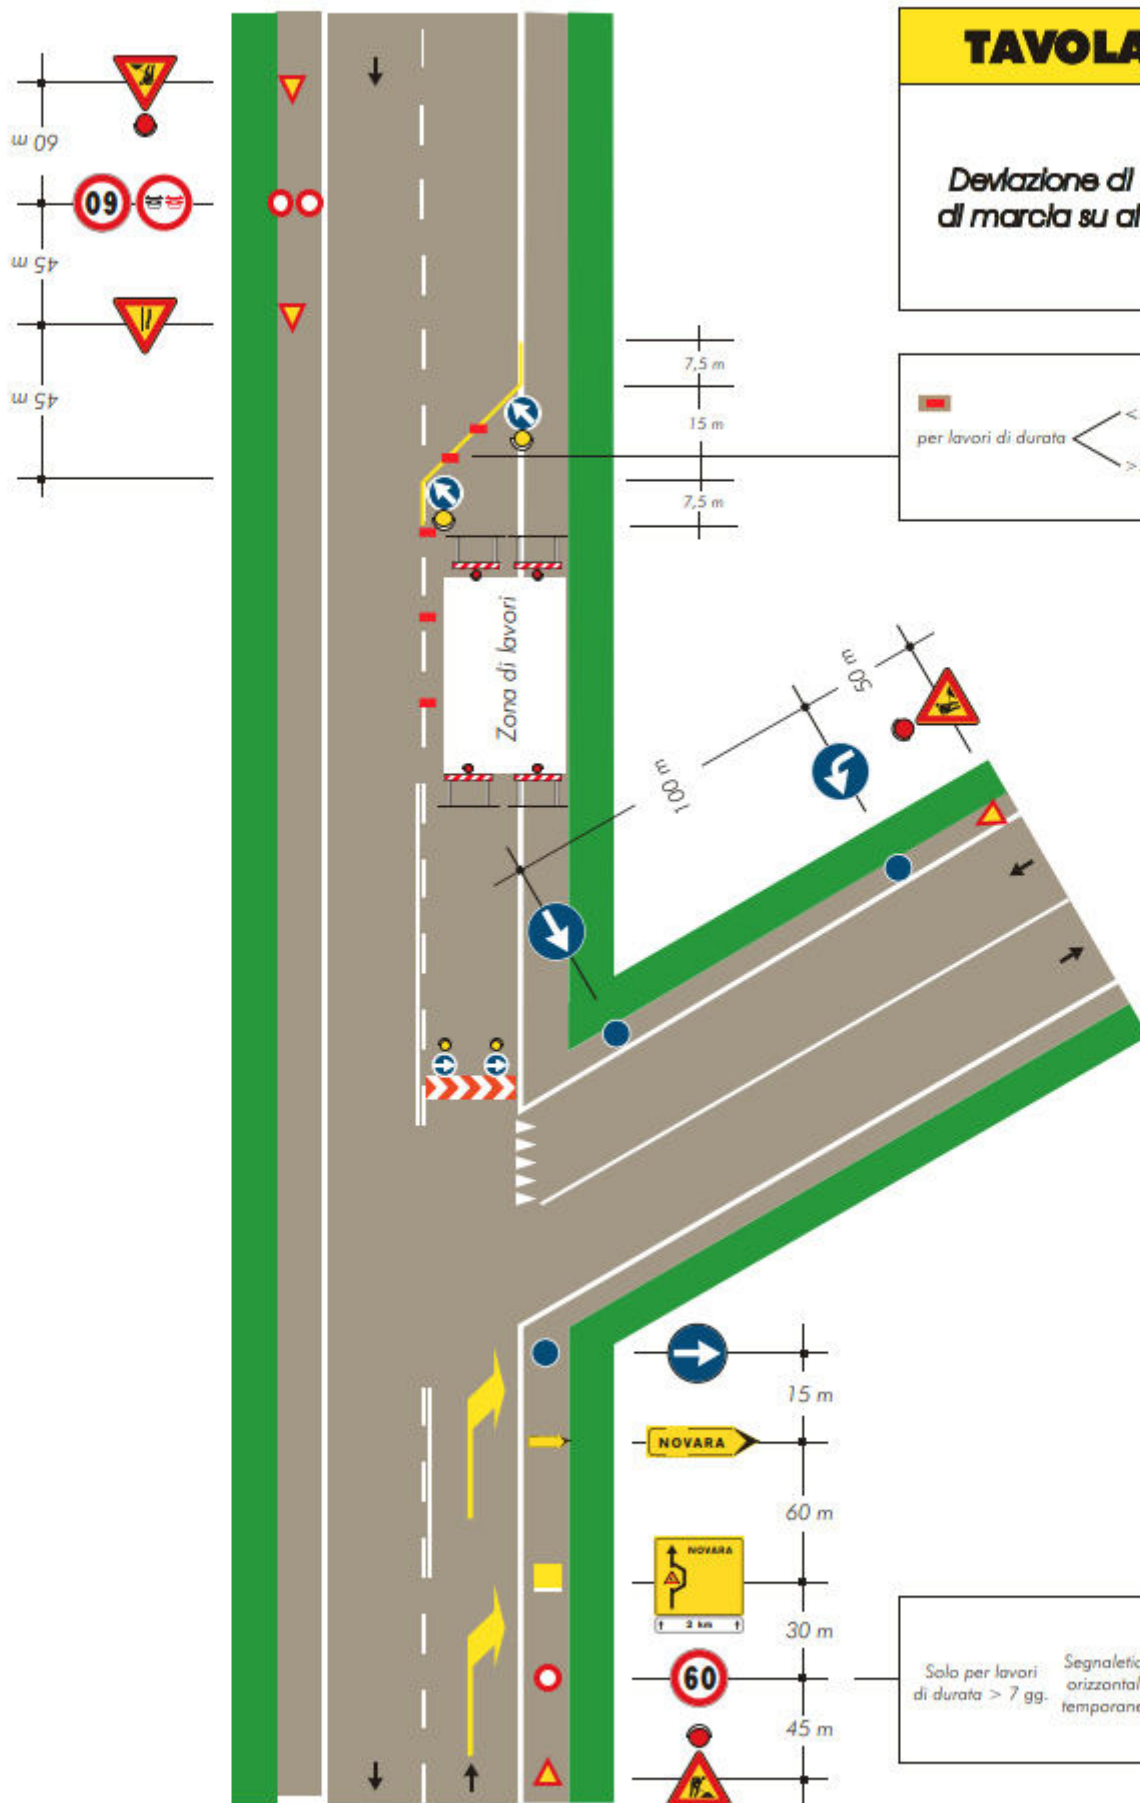 TAVOLA
Deviazione di
di marcia su al
60 m
60
45 m
45 m
7,5 m
15 m
7,5 m
per lavori di durata
<
>
Zona di lavori
50 m
100 m
15 m
NOVARA
60 m
NOVARA
2 km
30 m
60
45 m
Solo per lavori
di durata > 7 gg.
Segnaletic
orizzontal
temporane